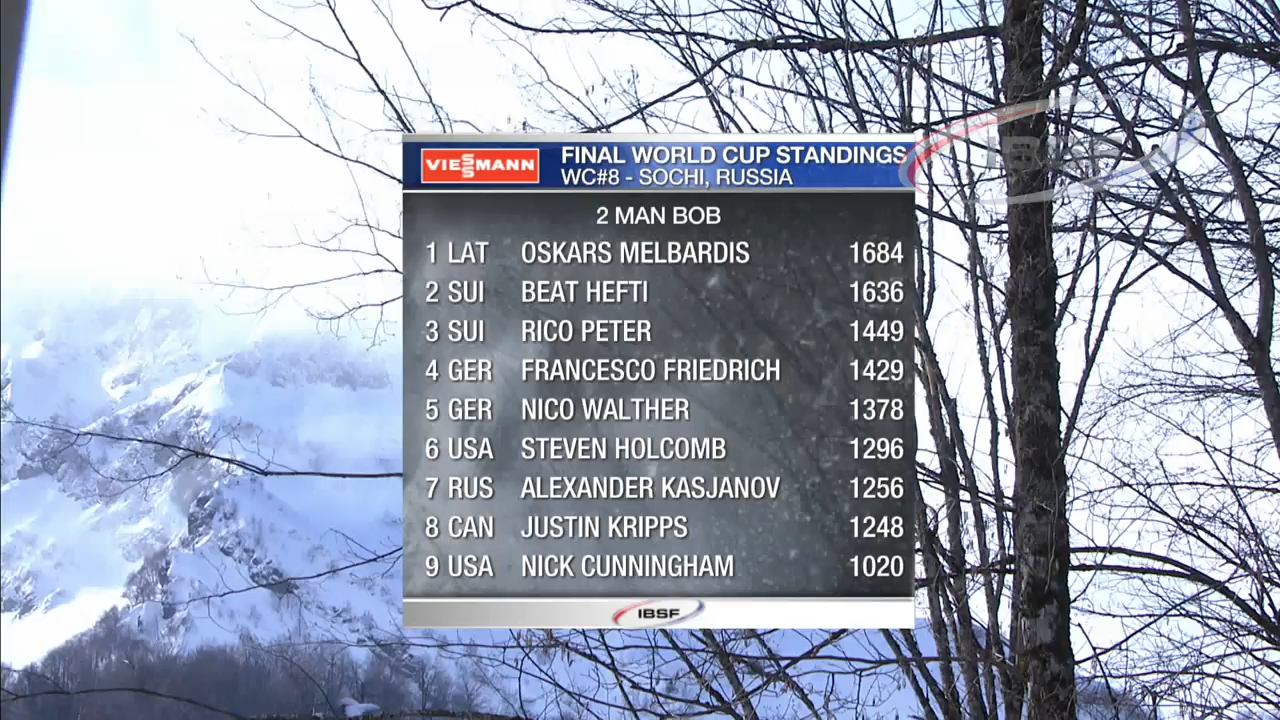 VIESSMANN
FINAL WORLD CUP STANDINGS
WC#8 - SOCHI, RUSSIA
IBSF
2 MAN BOB
1 LAT OSKARS MELBARDIS 1684
2 SUI BEAT HEFTI 1636
3 SUI RICO PETER 1449
4 GER FRANCESCO FRIEDRICH 1429
5 GER NICO WALTHER 1378
6 USA STEVEN HOLCOMB 1296
7 RUS ALEXANDER KASJANOV 1256
8 CAN JUSTIN KRIPPS 1248
9 USA NICK CUNNINGHAM 1020
IBSF